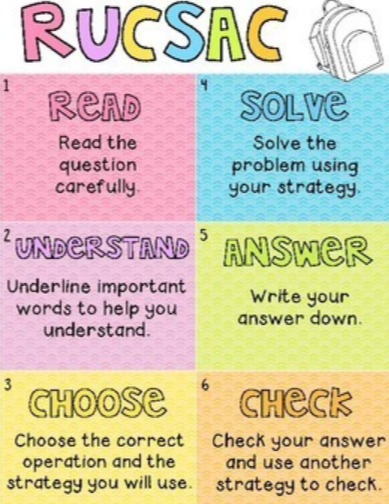 RUCSAC
1
READ
Read the
question
carefully.
2
UNDERSTAND
Underline important
words to help you
understand.
3
CHOOSE
Choose the correct
operation and the
strategy you will use.
4
SOLVE
Solve the
problem using
your strategy.
5
ANSWER
Write your
answer down.
6
CHECK
Check your answer
and use another
strategy to check.